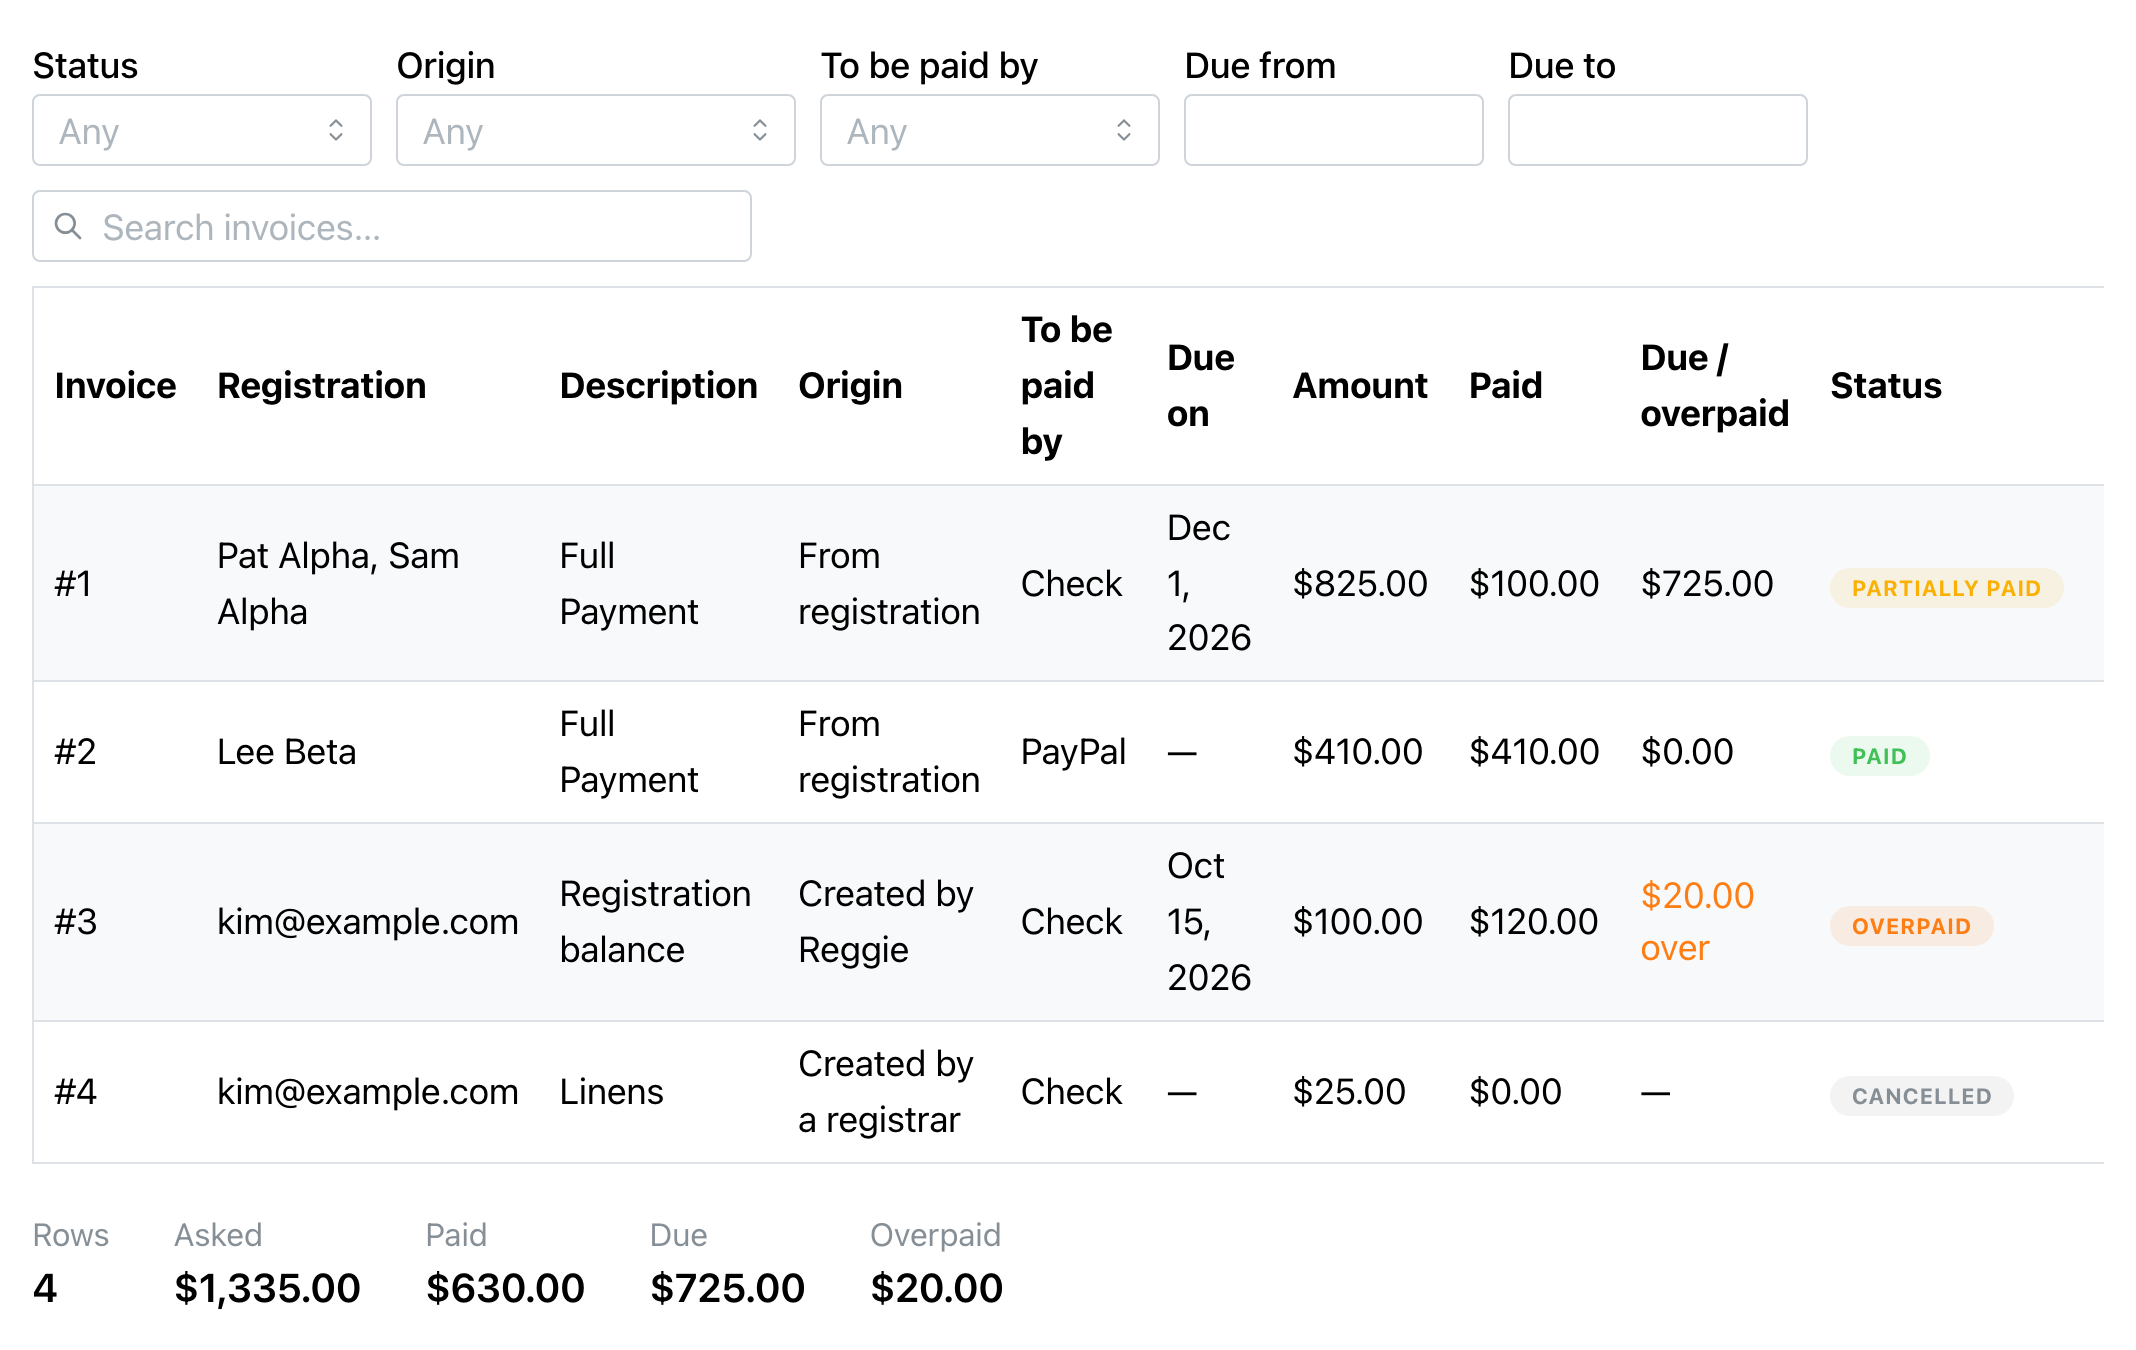 Status Origin To be paid by Due from Due to
Any Any Any
Search invoices...
Invoice Registration Description Origin To be paid by Due on Amount Paid Due / overpaid Status
#1 Pat Alpha, Sam Alpha Full Payment From registration Check Dec 1, 2026 $825.00 $100.00 $725.00 PARTIALLY PAID
#2 Lee Beta Full Payment From registration PayPal — $410.00 $410.00 $0.00 PAID
#3 kim@example.com Registration balance Created by Reggie Check Oct 15, 2026 $100.00 $120.00 $20.00 over OVERPAID
#4 kim@example.com Linens Created by a registrar Check — $25.00 $0.00 — CANCELLED
Rows Asked Paid Due Overpaid
4 $1,335.00 $630.00 $725.00 $20.00